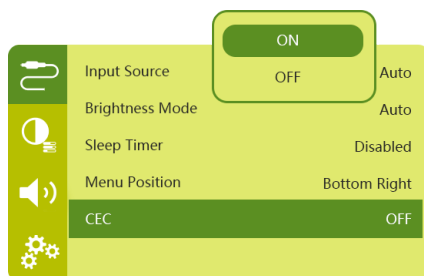 ON
OFF
Input Source Auto
Brightness Mode Auto
Sleep Timer Disabled
Menu Position Bottom Right
CEC OFF